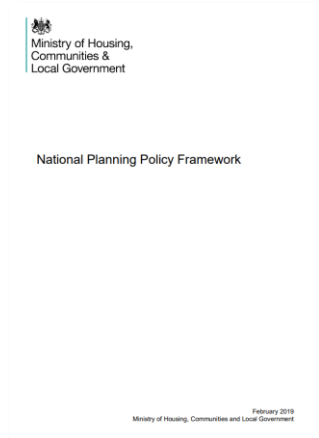 Ministry of Housing,
Communities &
Local Government
National Planning Policy Framework
February 2019
Ministry of Housing, Communities and Local Government